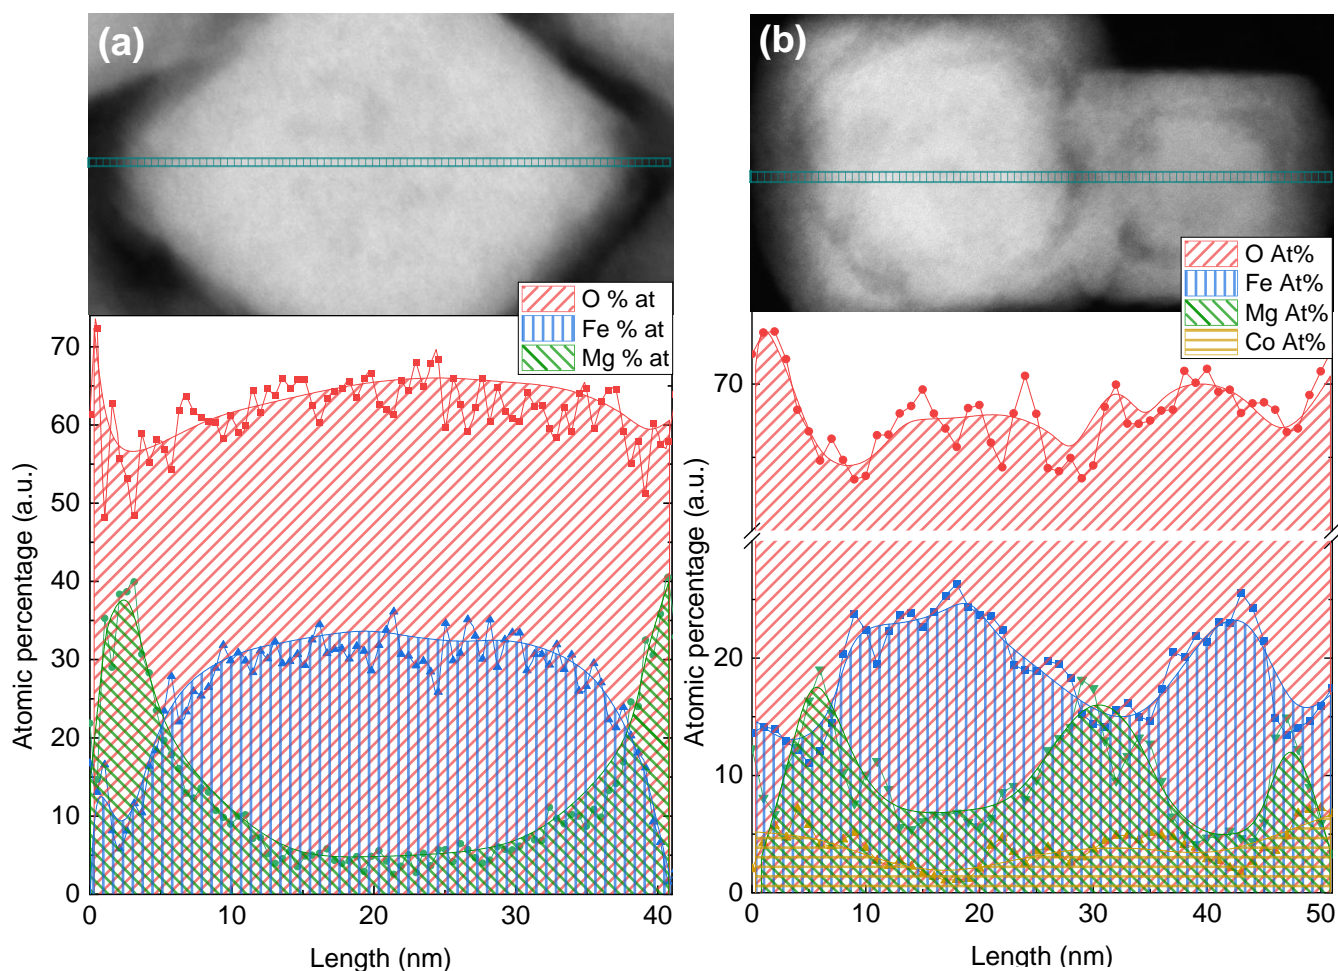 (a)
O % at
Fe % at
Mg % at
70
60
50
40
30
20
10
0
Atomic percentage (a.u.)
0 10 20 30 40
Length (nm)
(b)
O At%
Fe At%
Mg At%
Co At%
70
20
10
0
Atomic percentage (a.u.)
0 10 20 30 40 50
Length (nm)